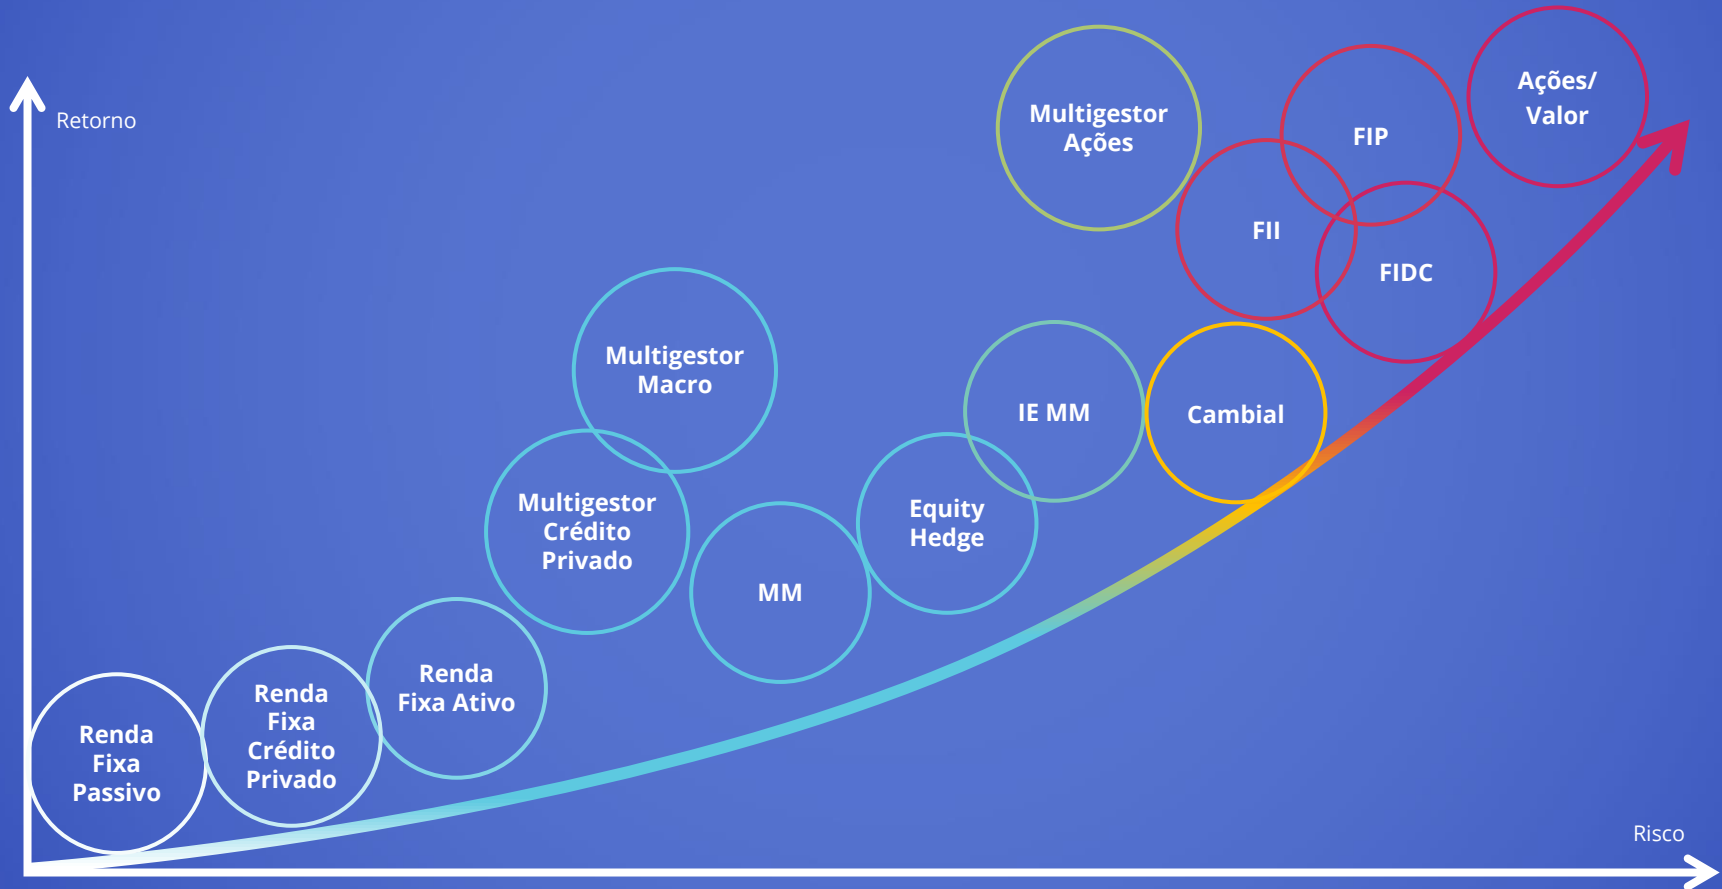 Retorno
Multigestor
Ações
FIP
Ações/
Valor
FII
FIDC
Multigestor
Macro
IE MM
Cambial
Multigestor
Crédito
Privado
Equity
Hedge
MM
Renda
Fixa Ativo
Renda
Fixa
Crédito
Privado
Renda
Fixa
Passivo
Risco